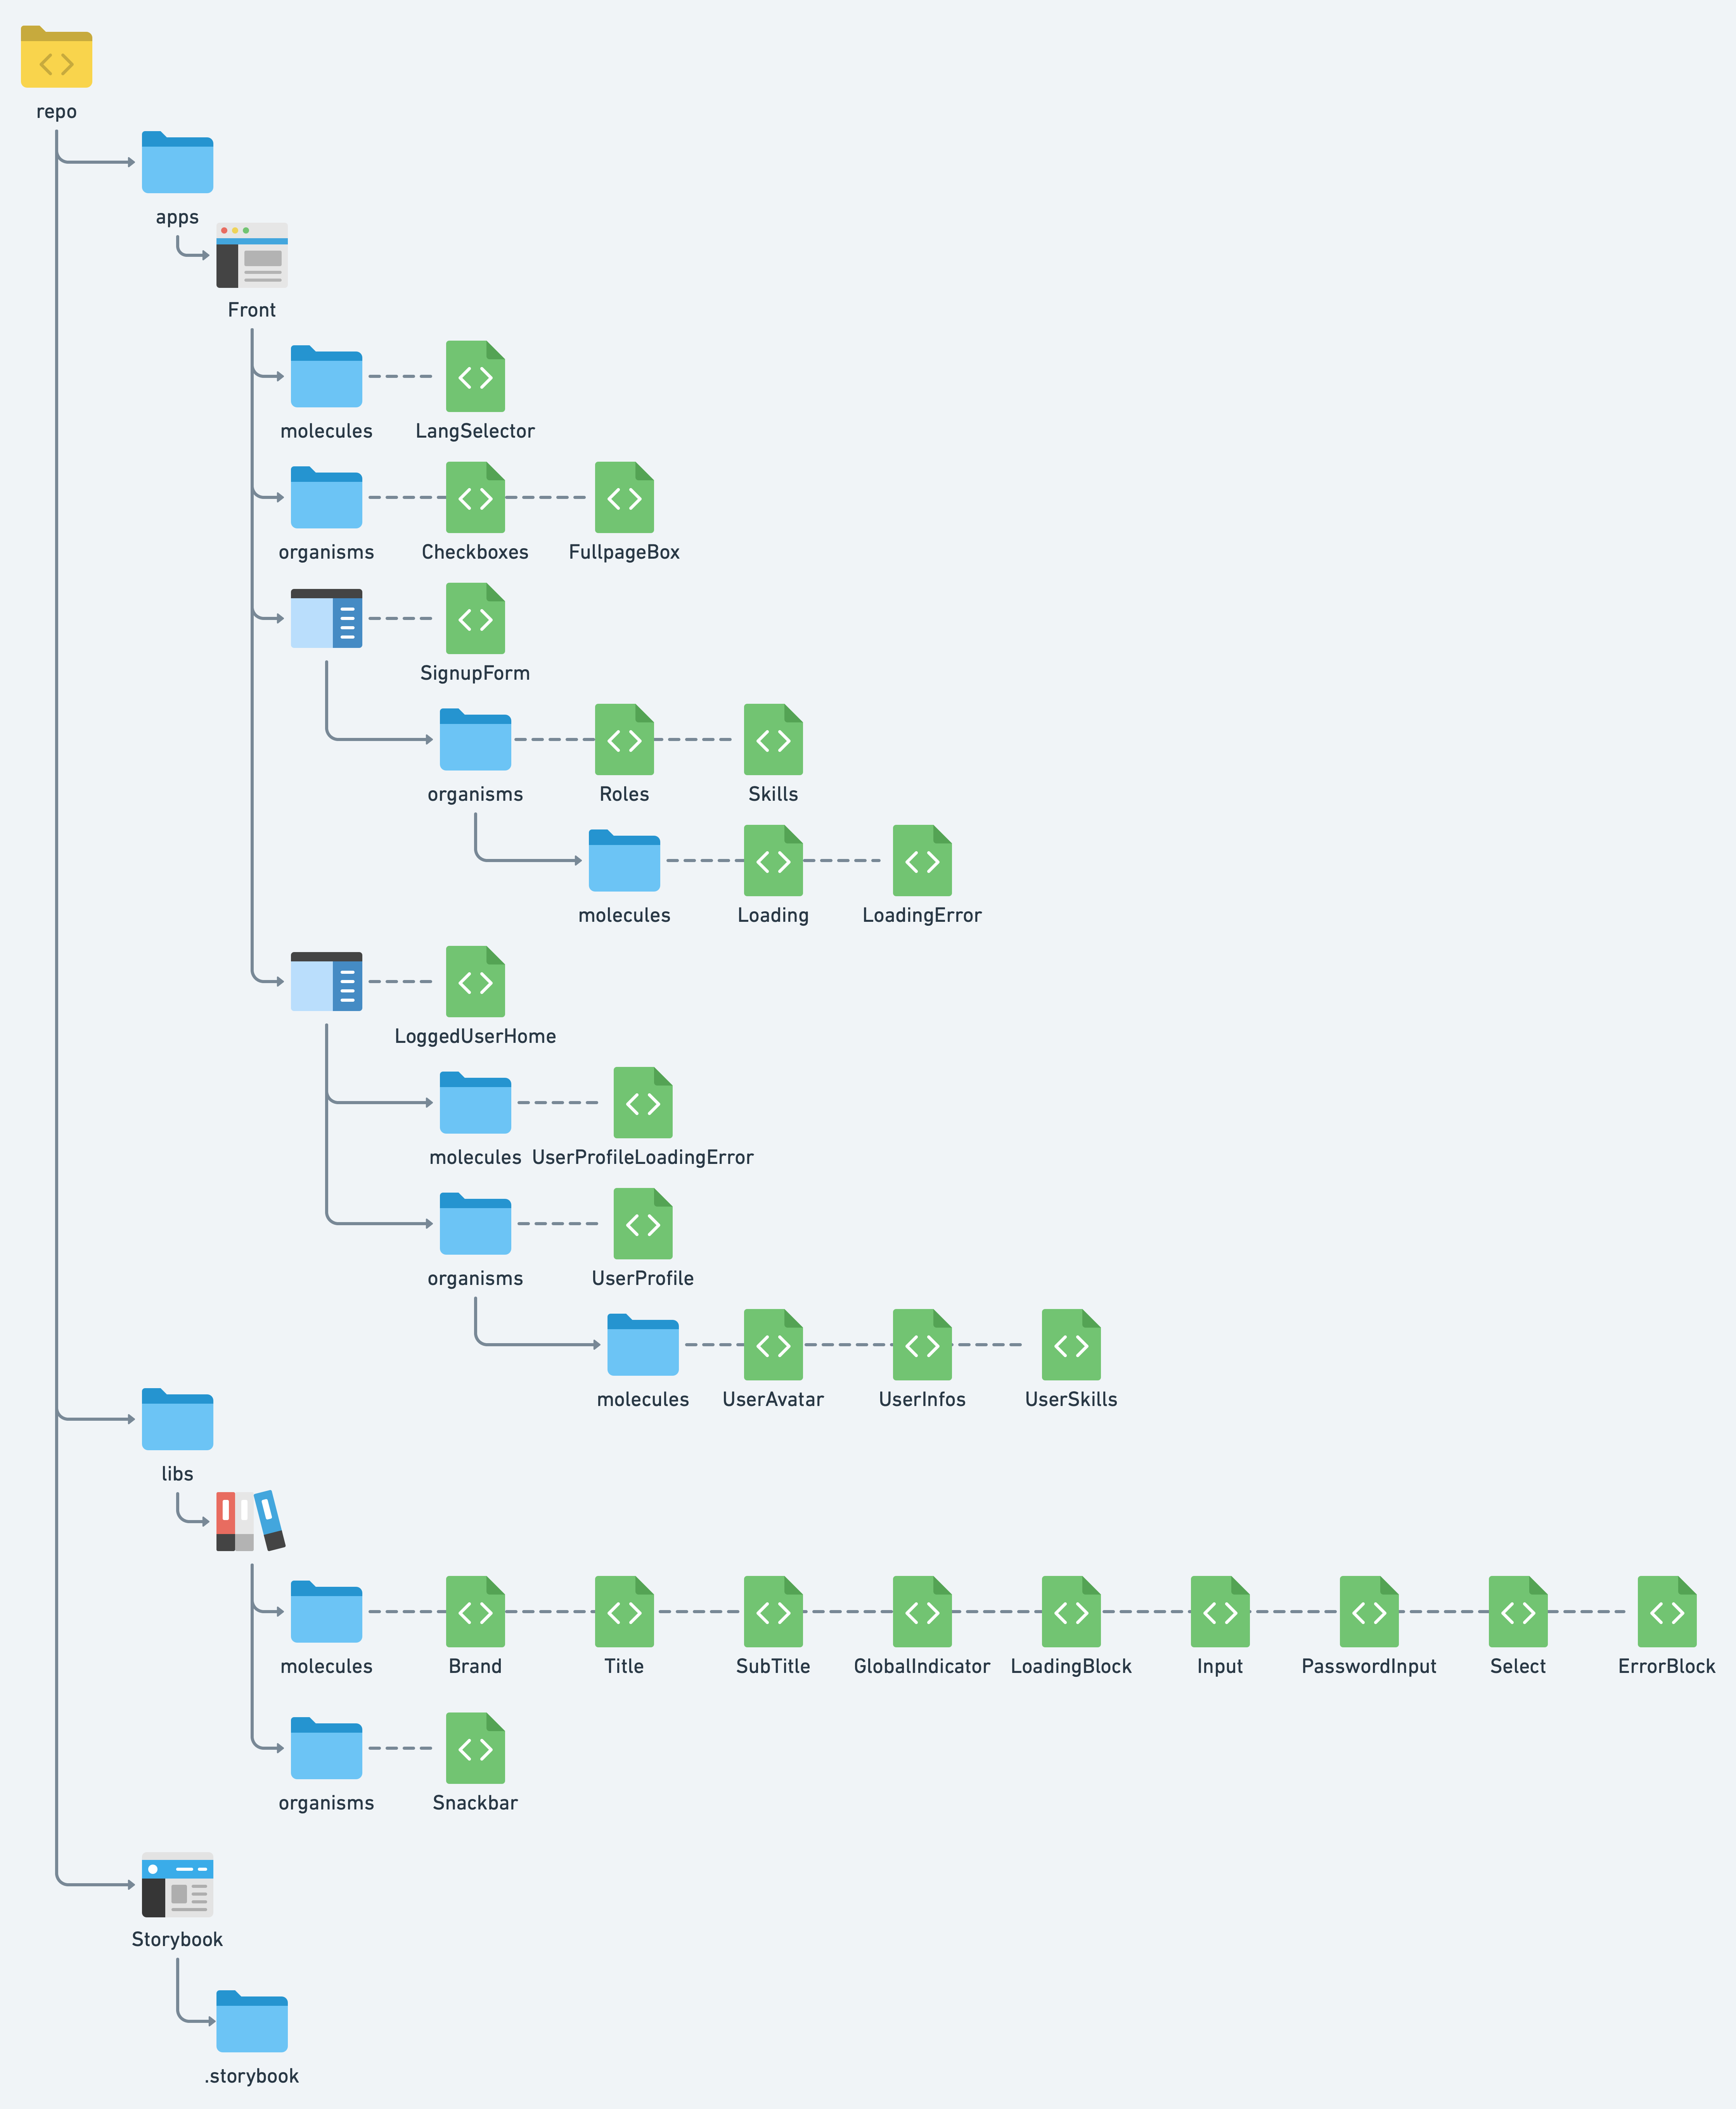 repo
apps
Front
molecules
LangSelector
organisms
Checkboxes
FullpageBox
SignupForm
organisms
Roles
Skills
molecules
Loading
LoadingError
LoggedUserHome
molecules
UserProfileLoadingError
organisms
UserProfile
molecules
UserAvatar
UserInfos
UserSkills
libs
molecules
Brand
Title
SubTitle
GlobalIndicator
LoadingBlock
Input
PasswordInput
Select
ErrorBlock
organisms
Snackbar
Storybook
.storybook